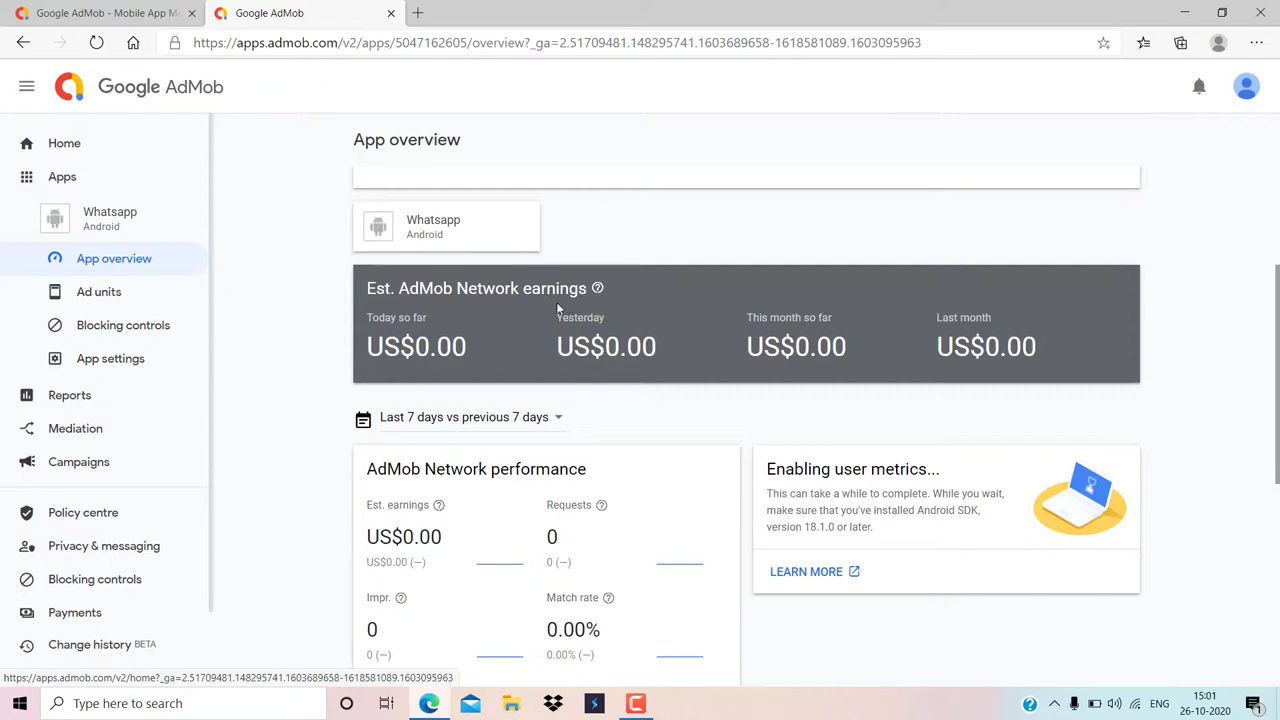 Google AdMob - Mobile App M
Google AdMob
https://apps.admob.com/v2/apps/5047162605/overview?_ga=2.51709481.148295741.1603689658-1618581089.1603095963
Google AdMob
Home
Apps
Whatsapp
Android
App overview
Ad units
Blocking controls
App settings
Reports
Mediation
Campaigns
Policy centre
Privacy & messaging
Blocking controls
Payments
Change history BETA
App overview
Whatsapp
Android
Est. AdMob Network earnings
Today so far
Yesterday
This month so far
Last month
US$0.00
US$0.00
US$0.00
US$0.00
Last 7 days vs previous 7 days
AdMob Network performance
Est. earnings
Requests
US$0.00
0
US$0.00 (—)
0 (—)
Impr.
Match rate
0
0.00%
0 (—)
0.00% (—)
Enabling user metrics...
This can take a while to complete. While you wait,
make sure that you've installed Android SDK,
version 18.1.0 or later.
LEARN MORE
https://apps.admob.com/v2/home?_ga=2.51709481.148295741.1603689658-1618581089.1603095963
Type here to search
ENG
15:01
26-10-2020
1